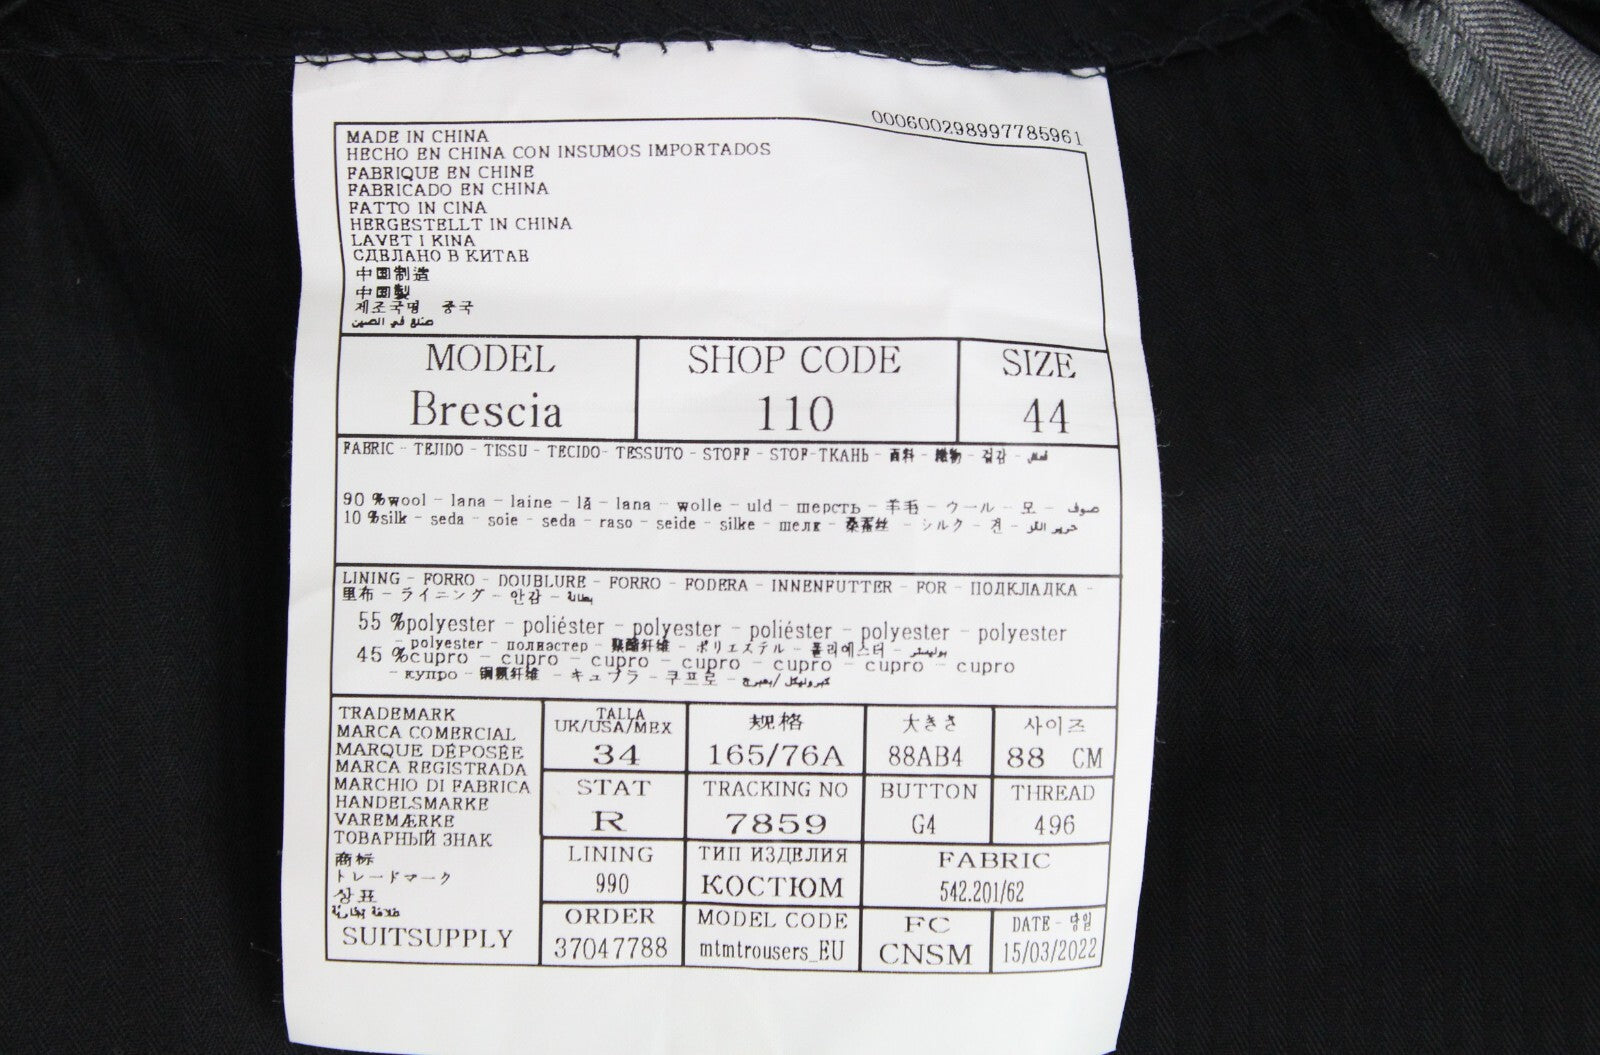 000600298997785961
MADE IN CHINA
HECHO EN CHINA CON INSUMOS IMPORTADOS
FABRIQUE EN CHINE
FABRICADO EN CHINA
FATTO IN CINA
HERGESTELLT I CHINA
LAVET I KINA
СДЕЛАНО В КИТАЕ
中国制造
中国製
제조국명 중국
صنع في الصين
MODEL SHOP CODE SIZE
Brescia 110 44
FABRIC - TEJIDO - TISSU - TECIDO- TESSUTO - STOFF - STOF-ТКАНЬ - 面料 - 織物 - 겉감 -
90 %wool - lana - laine - lã - lana - wolle - uld - шерсть - 羊毛 - ウール - 모 - صوف
10 %silk - seda - soie - seda - raso - seide - silke - шелк - 桑蚕丝 - シルク - 견 -
LINING - FORRO - DOUBLURE - FORRO - FODERA - INNENFUTTER - FOR - ПОДКЛАДКА -
里布 - ライニング - 안감 - بطانة
55 %polyester - poliéster - polyester - poliéster - polyester - polyester
- polyester - полиэстер - 聚酯纤维 - ポリエステル - 폴리에스터 - بوليستر
45 %cupro - cupro - cupro - cupro - cupro - cupro - cupro
- купро - 铜氨纤维 - キュプラ - 쿠프로 -
TRADEMARK
MARCA COMERCIAL
MARQUE DÉPOSÉE
MARCA REGISTRADA
MARCHIO DI FABRICA
HANDELSMARKE
VAREMÆRKE
ТОВАРНЫЙ ЗНАК
商标
トレードマーク
상표
SUITSUPPLY
TALLA 规格 大きさ 사이즈
UK/USA/MEX
34 165/76A 88AB4 88 CM
STAT TRACKING NO BUTTON THREAD
R 7859 G4 496
LINING ТИП ИЗДЕЛИЯ FABRIC
990 КОСТЮМ 542.201/62
ORDER MODEL CODE FC DATE -
37047788 mtmtrousers_EU CNSM 15/03/2022